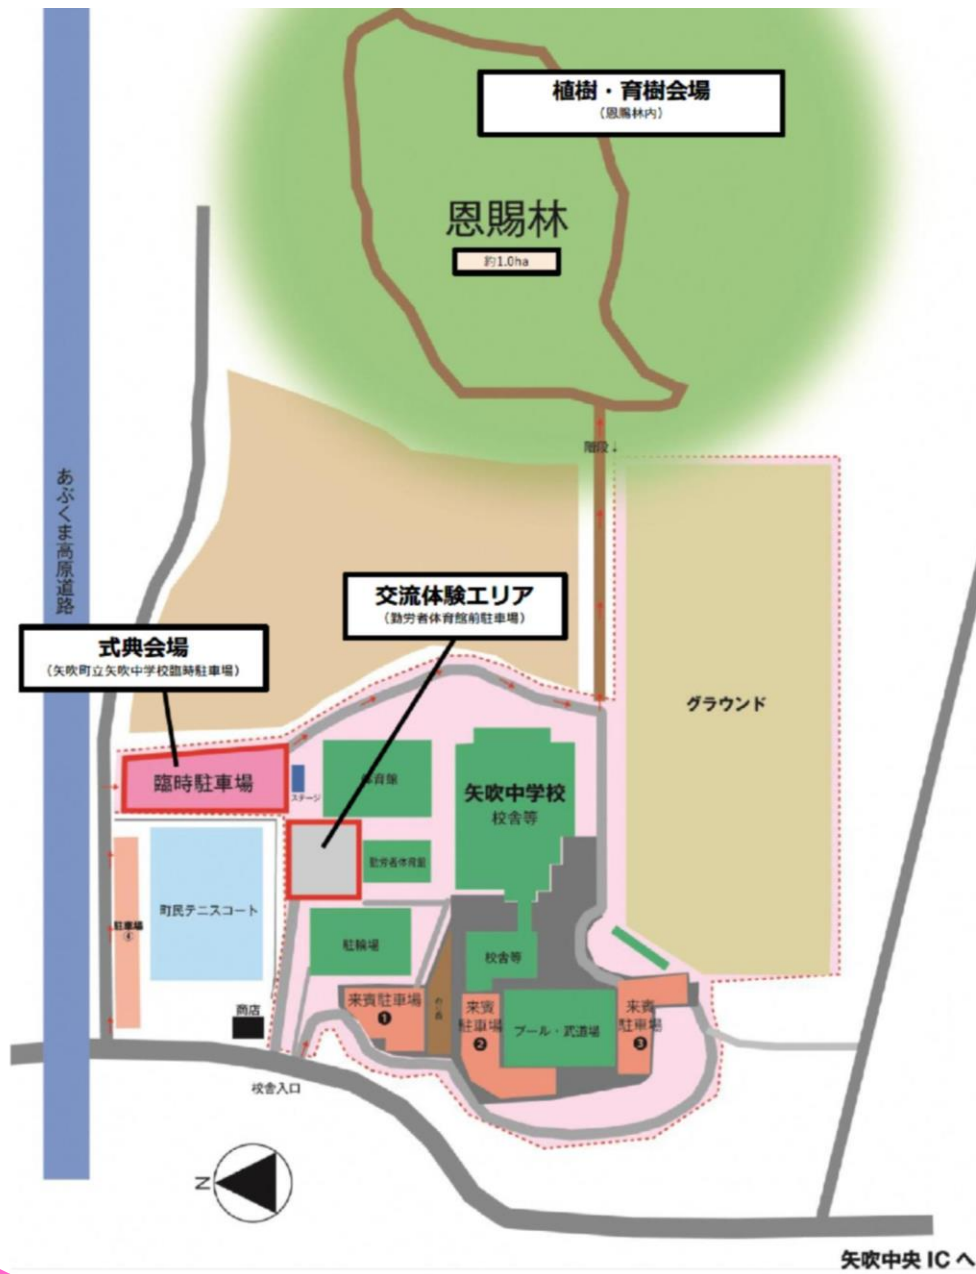 植樹・育樹会場
（恩賜林内）
恩賜林
約1.0ha
階段↓
あぶくま高原道路
交流体験エリア
（勤労者体育館前駐車場）
式典会場
（矢吹町立矢吹中学校臨時駐車場）
グラウンド
臨時駐車場
ステージ
体育館
矢吹中学校
校舎等
勤労者体育館
町民テニスコート
駐車場
④
駐輪場
校舎等
商店
来賓駐車場
❶
のり面
来賓
駐車場
❷
プール・武道場
来賓
駐車場
❸
校舎入口
N
矢吹中央 IC へ